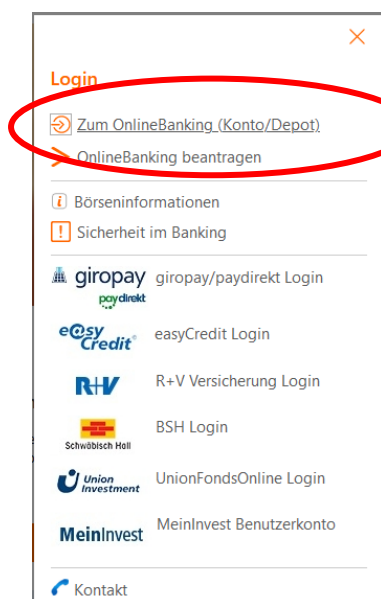 Login
Zum OnlineBanking (Konto/Depot)
OnlineBanking beantragen
Börseninformationen
Sicherheit im Banking
giropay
paydirekt
giropay/paydirekt Login
e@sy
Credit
easyCredit Login
R+V
R+V Versicherung Login
Schwäbisch Hall
BSH Login
Union
Investment
UnionFondsOnline Login
MeinInvest
MeinInvest Benutzerkonto
Kontakt